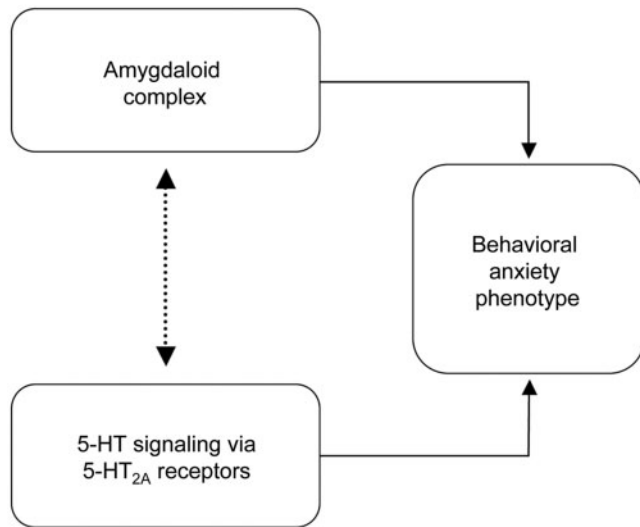 Amygdaloid
complex
Behavioral
anxiety
phenotype
5-HT signaling via
5-HT₂A receptors